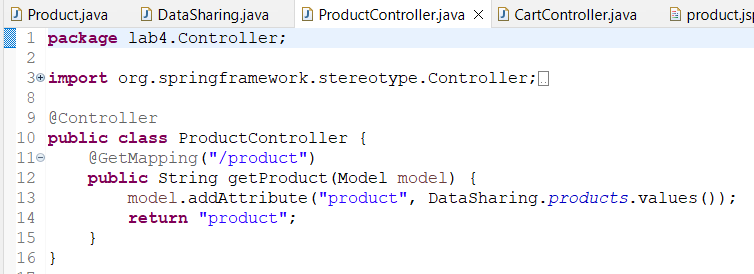 Product.java DataSharing.java ProductController.java CartController.java product.jsp
1 package lab4.Controller;
2
3 import org.springframework.stereotype.Controller;
8
9 @Controller
10 public class ProductController {
11 @GetMapping("/product")
12 public String getProduct(Model model) {
13 model.addAttribute("product", DataSharing.products.values());
14 return "product";
15 }
16 }